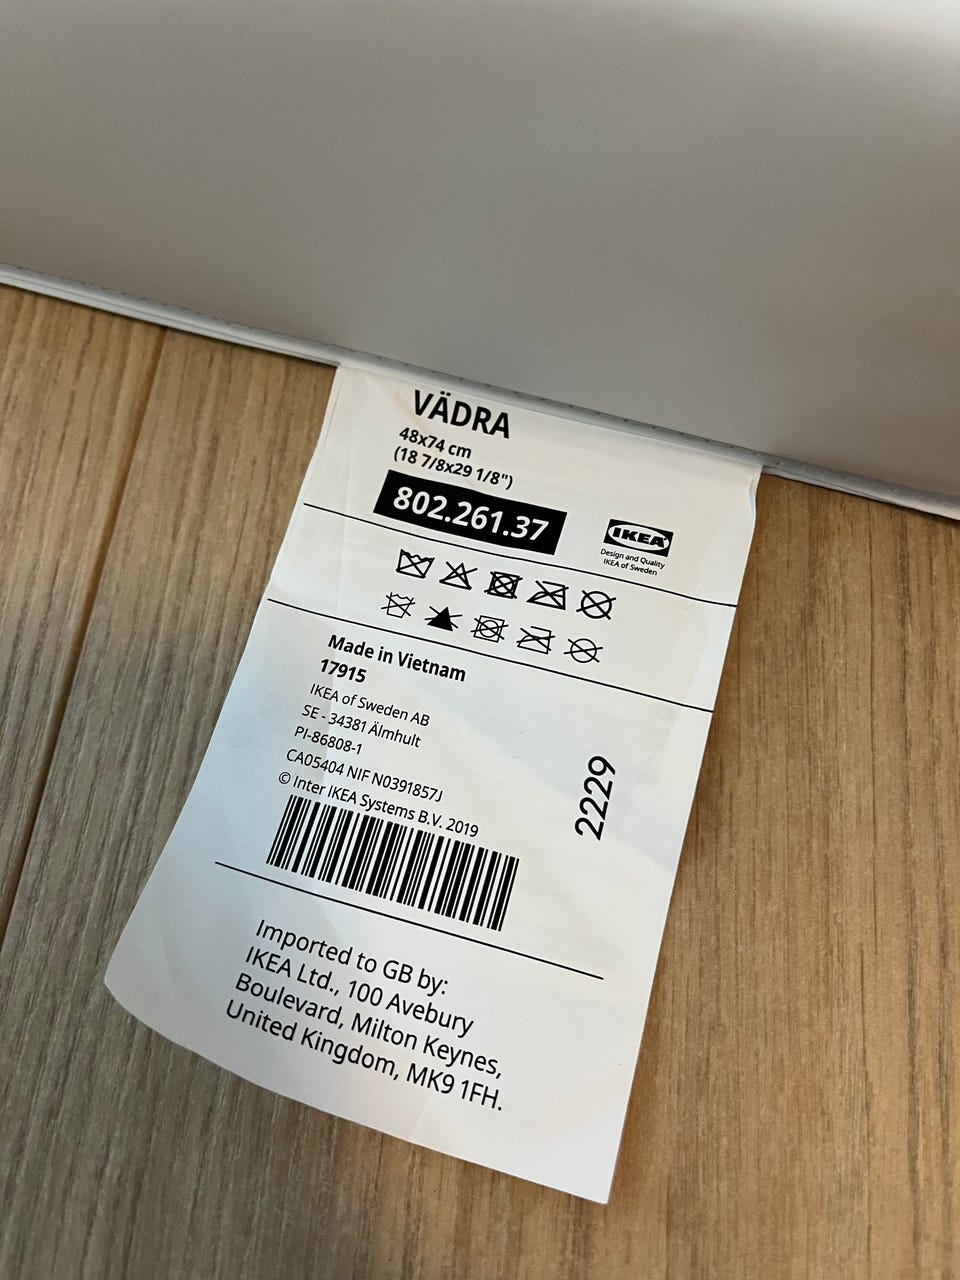 VÄDRA
48x74 cm
(18 7/8x29 1/8")
802.261.37
IKEA
Design and Quality
IKEA of Sweden
Made in Vietnam
17915
IKEA of Sweden AB
SE - 34381 Älmhult
PI-86808-1
CA05404 NIF N0391857J
© Inter IKEA Systems B.V. 2019
2229
Imported to GB by:
IKEA Ltd., 100 Avebury
Boulevard, Milton Keynes,
United Kingdom, MK9 1FH.